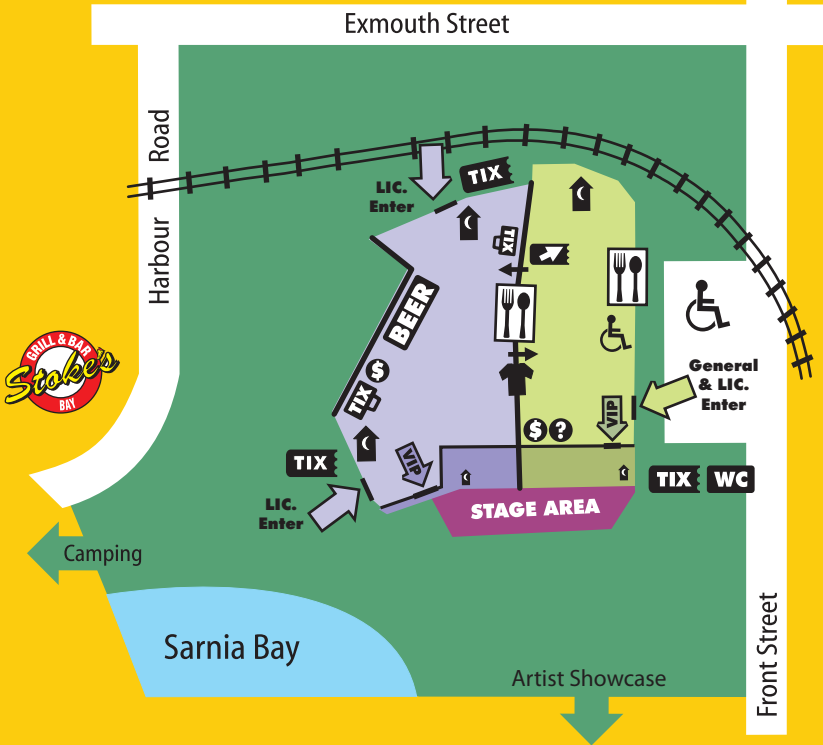 Exmouth Street
Harbour Road
LIC.
Enter
TIX
TIX
BEER
GRILL & BAR
Stoke's
BAY
$
TIX
General
& LIC.
Enter
VIP
$ ?
TIX
VIP
TIX WC
LIC.
Enter
STAGE AREA
Camping
Sarnia Bay
Artist Showcase
Front Street